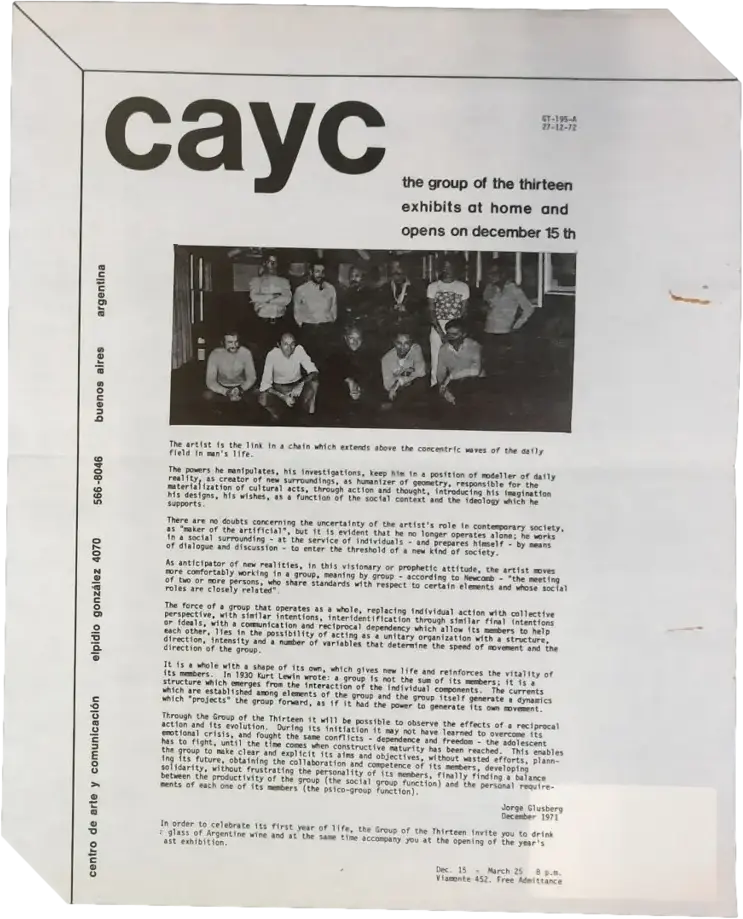 cayc
GT-195-A
27-12-72
the group of the thirteen
exhibits at home and
opens on december 15 th
centro de arte y comunicación elpidio gonzález 4070 566-8046 buenos aires argentina
The artist is the link in a chain which extends above the concentric waves of the daily
field in man's life.
The powers he manipulates, his investigations, keep him in a position of modeller of daily
reality, as creator of new surroundings, as humanizer of geometry, responsible for the
materialization of cultural acts, through action and thought, introducing his imagination
his designs, his wishes, as a function of the social context and the ideology which he
supports.
There are no doubts concerning the uncertainty of the artist's role in contemporary society,
as "maker of the artificial", but it is evident that he no longer operates alone; he works
in a social surrounding - at the service of individuals - and prepares himself - by means
of dialogue and discussion - to enter the threshold of a new kind of society.
As anticipator of new realities, in this visionary or prophetic attitude, the artist moves
more comfortably working in a group, meaning by group - according to Newcomb - "the meeting
of two or more persons, who share standards with respect to certain elements and whose social
roles are closely related".
The force of a group that operates as a whole, replacing individual action with collective
perspective, with similar intentions, interidentification through similar final intentions
or ideals, with a communication and reciprocal dependency which allow its members to help
each other, lies in the possibility of acting as a unitary organization with a structure,
direction, intensity and a number of variables that determine the speed of movement and the
direction of the group.
It is a whole with a shape of its own, which gives new life and reinforces the vitality of
its members. In 1930 Kurt Lewin wrote: a group is not the sum of its members; it is a
structure which emerges from the interaction of the individual components. The currents
which are established among elements of the group and the group itself generate a dynamics
which "projects" the group forward, as if it had the power to generate its own movement.
Through the Group of the Thirteen it will be possible to observe the effects of a reciprocal
action and its evolution. During its initiation it may not have learned to overcome its
emotional crisis, and fought the same conflicts - dependence and freedom - the adolescent
has to fight, until the time comes when constructive maturity has been reached. This enables
the group to make clear and explicit its aims and objectives, without wasted efforts, plann-
ing its future, obtaining the collaboration and competence of its members, developing
solidarity, without frustrating the personality of its members, finally finding a balance
between the productivity of the group (the social group function) and the personal require-
ments of each one of its members (the psico-group function).
Jorge Glusberg
December 1971
In order to celebrate its first year of life, the Group of the Thirteen invite you to drink
glass of Argentine wine and at the same time accompany you at the opening of the year's
ast exhibition.
Dec. 15 - March 25 8 p.m.
Viamonte 452. Free Admittance